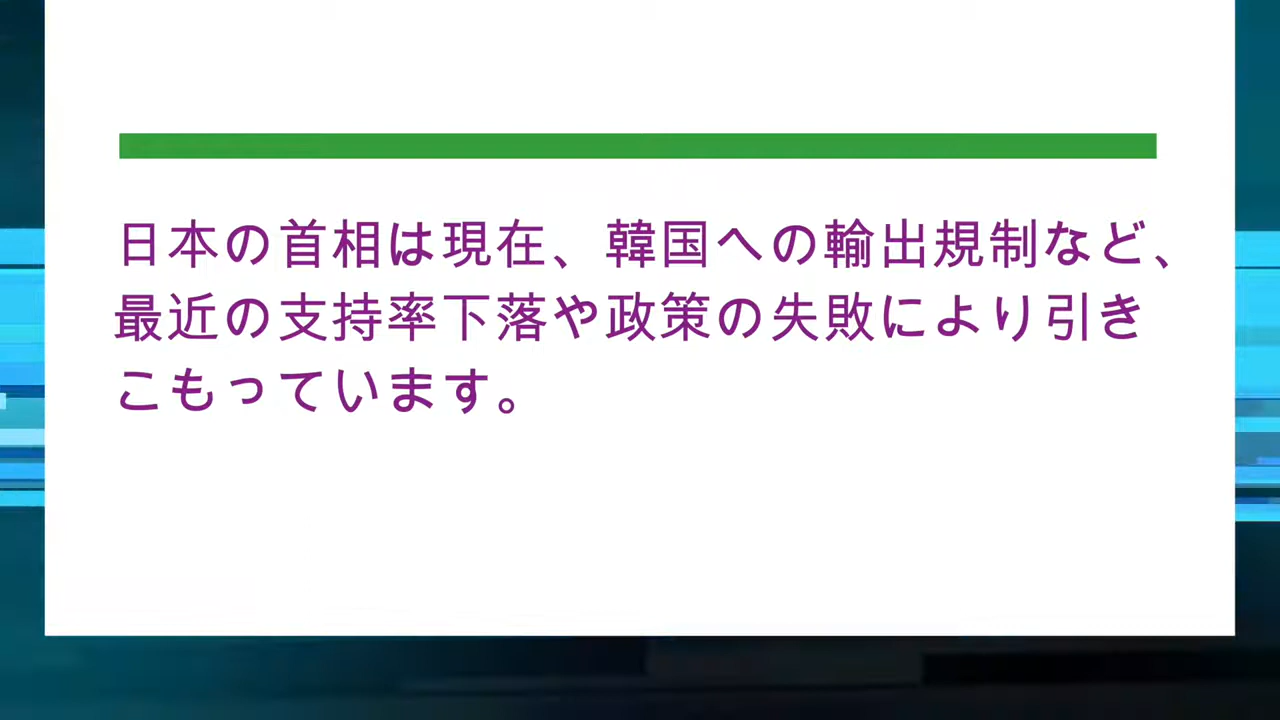 日本の首相は現在、韓国への輸出規制など、
最近の支持率下落や政策の失敗により引き
こもっています。